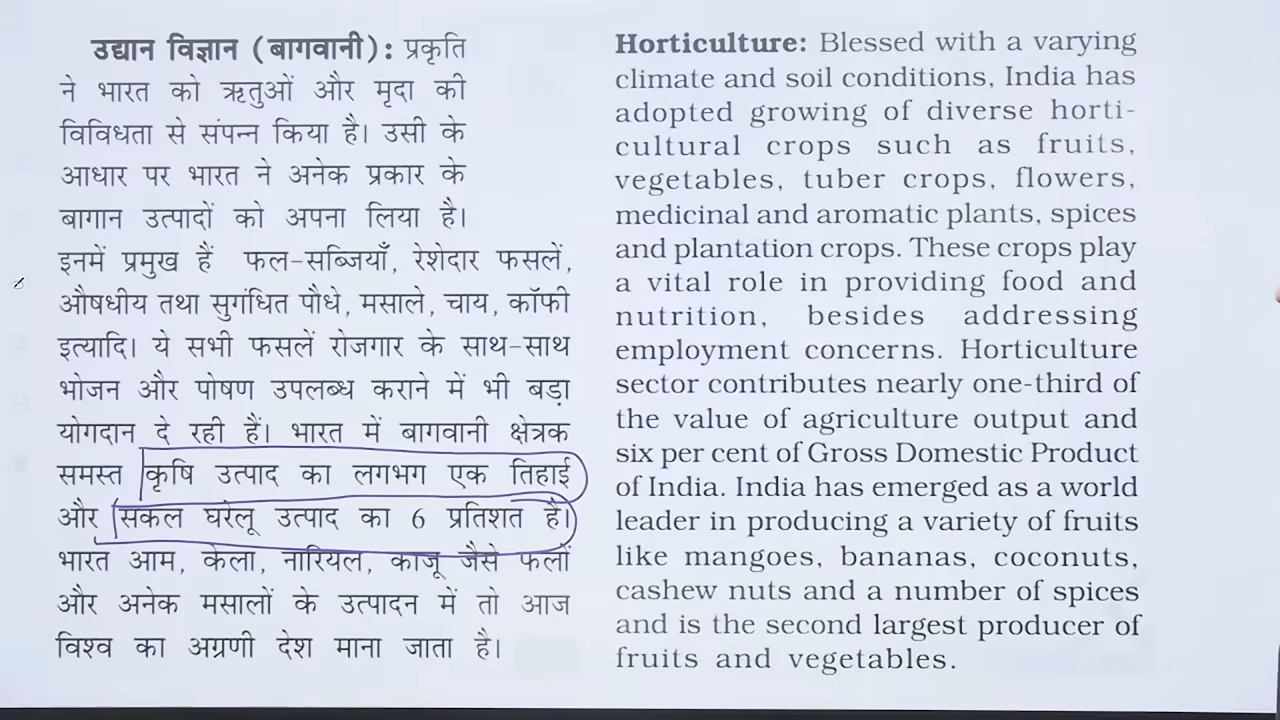 उद्यान विज्ञान (बागवानी): प्रकृति
ने भारत को ऋतुओं और मृदा की
विविधता से संपन्न किया है। उसी के
आधार पर भारत ने अनेक प्रकार के
बागान उत्पादों को अपना लिया है।
इनमें प्रमुख हैं फल-सब्जियाँ, रेशेदार फसलें,
औषधीय तथा सुगंधित पौधे, मसाले, चाय, कॉफी
इत्यादि। ये सभी फसलें रोजगार के साथ-साथ
भोजन और पोषण उपलब्ध कराने में भी बड़ा
योगदान दे रही हैं। भारत में बागवानी क्षेत्रक
समस्त कृषि उत्पाद का लगभग एक तिहाई
और सकल घरेलू उत्पाद का 6 प्रतिशत है।
भारत आम, केला, नारियल, काजू जैसे फलों
और अनेक मसालों के उत्पादन में तो आज
विश्व का अग्रणी देश माना जाता है।
Horticulture: Blessed with a varying
climate and soil conditions, India has
adopted growing of diverse horti-
cultural crops such as fruits,
vegetables, tuber crops, flowers,
medicinal and aromatic plants, spices
and plantation crops. These crops play
a vital role in providing food and
nutrition, besides addressing
employment concerns. Horticulture
sector contributes nearly one-third of
the value of agriculture output and
six per cent of Gross Domestic Product
of India. India has emerged as a world
leader in producing a variety of fruits
like mangoes, bananas, coconuts,
cashew nuts and a number of spices
and is the second largest producer of
fruits and vegetables.